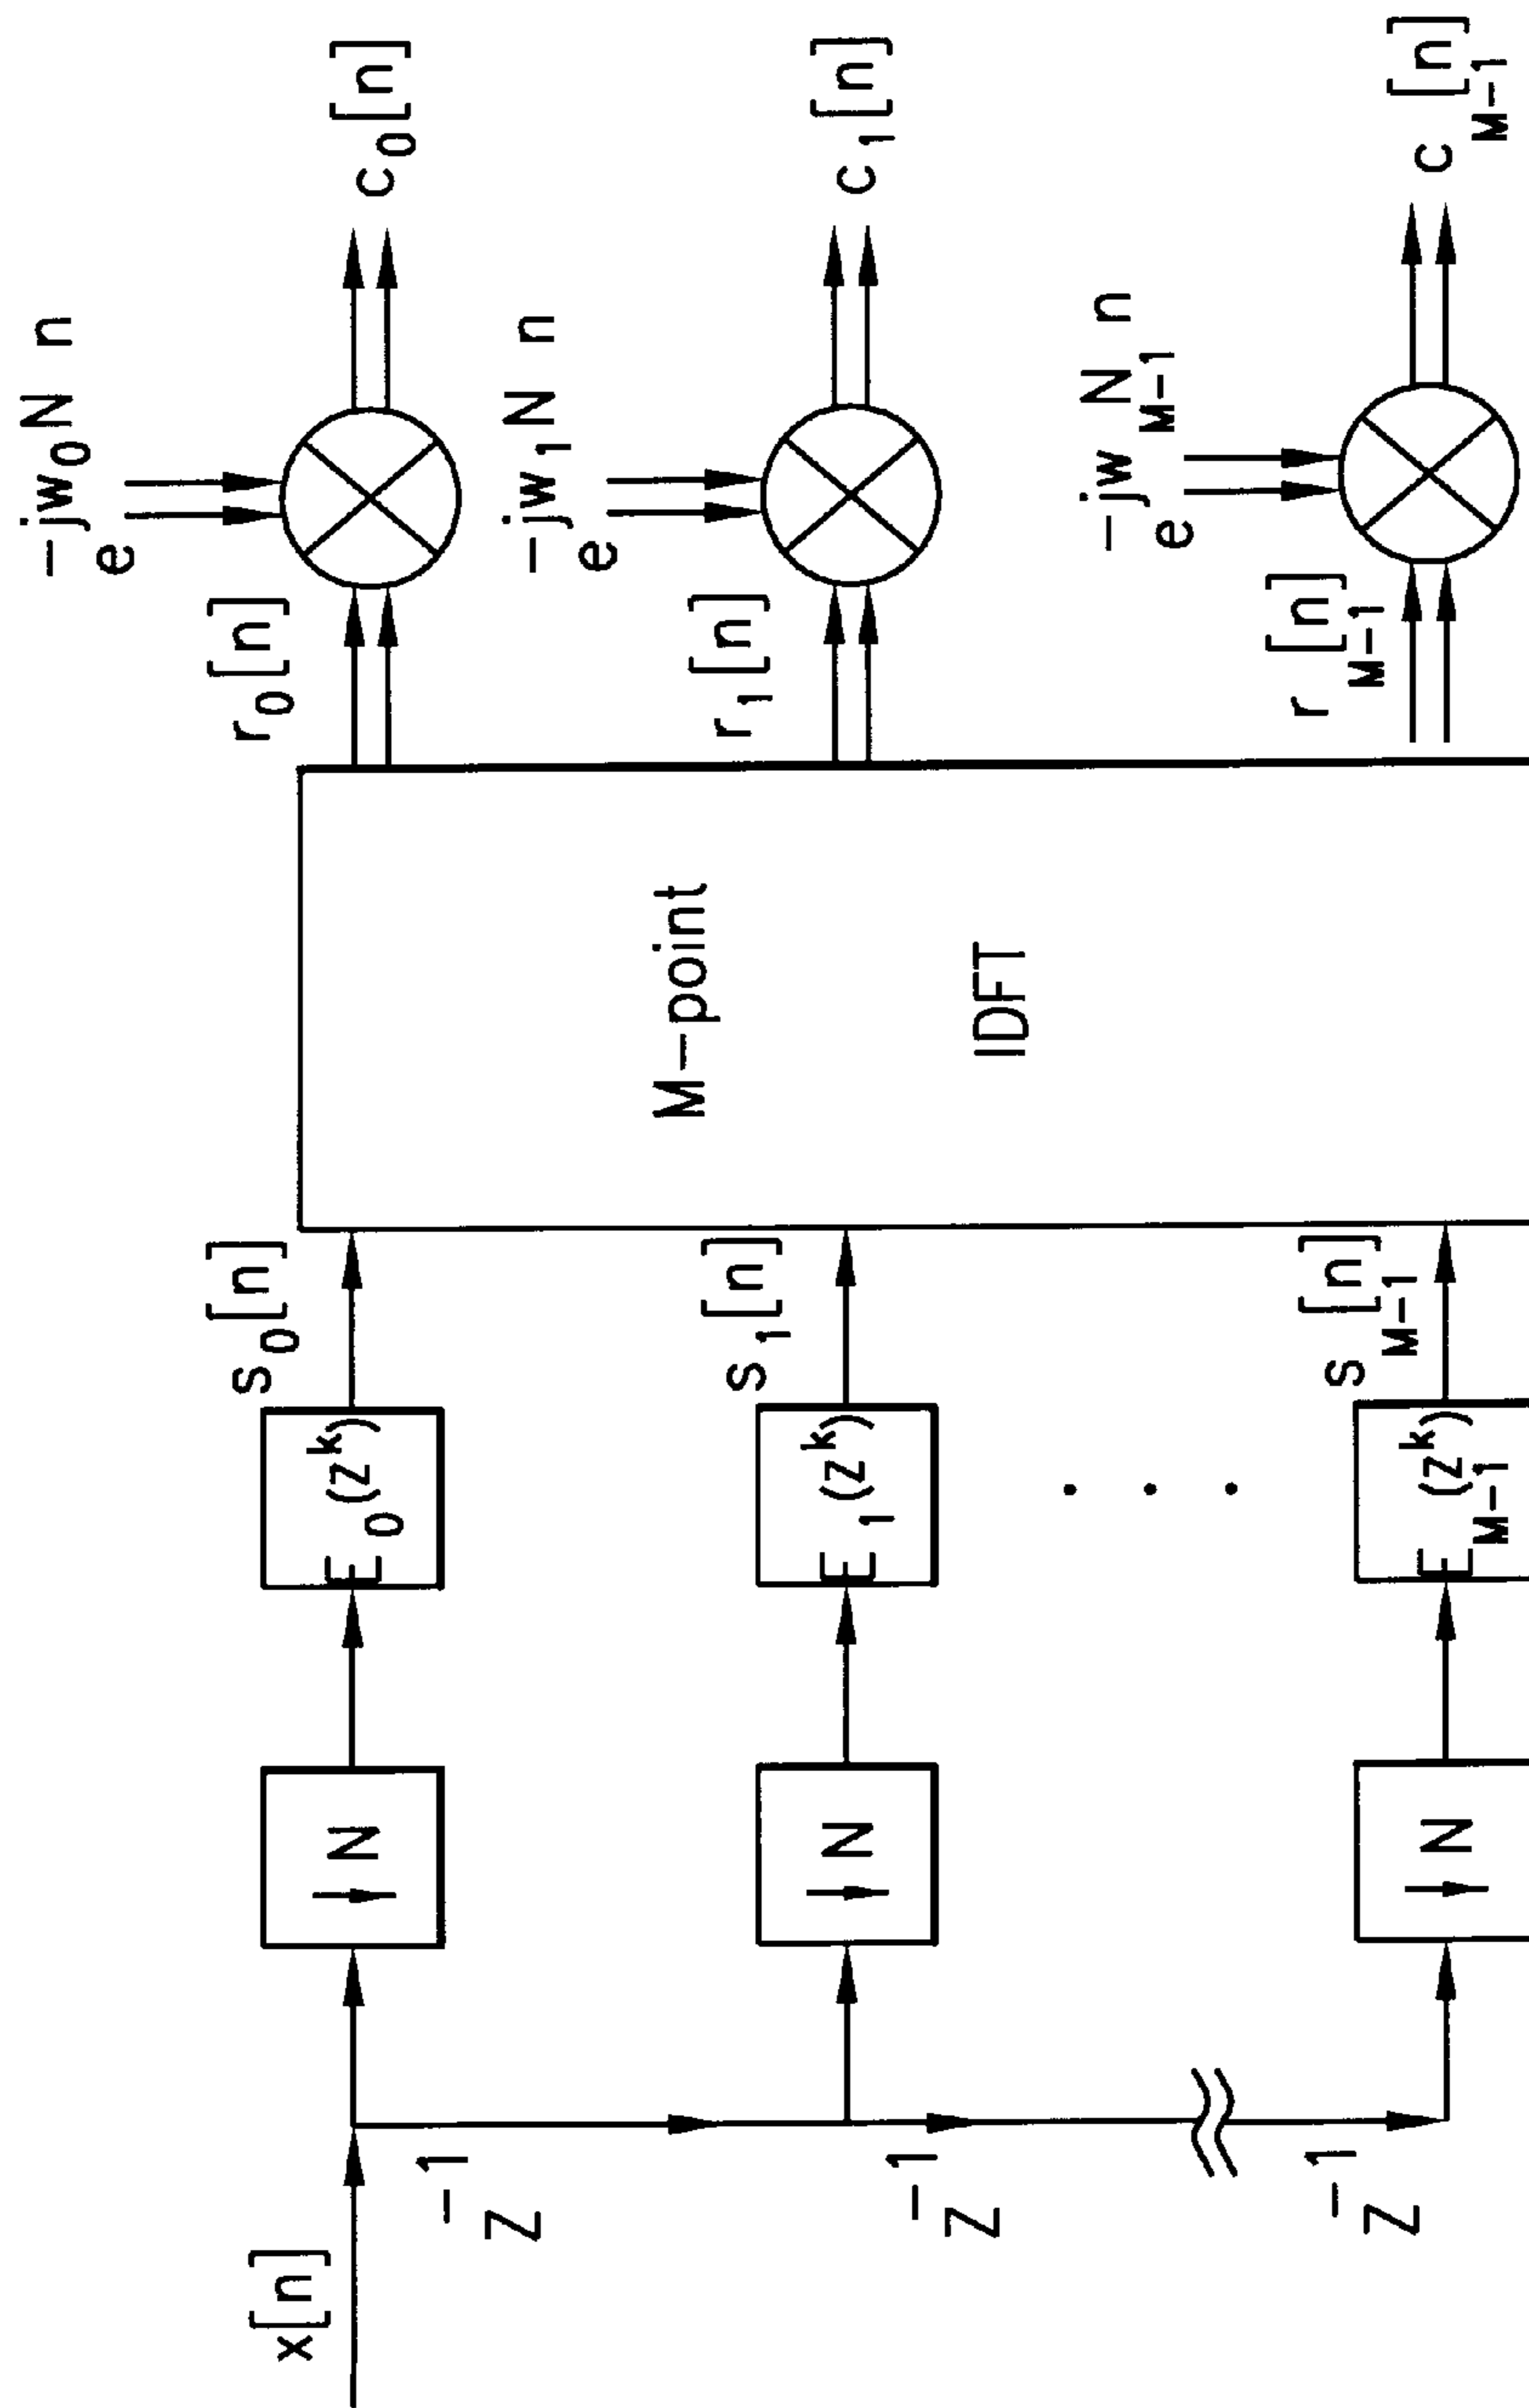 x[n]
Z^-1
↓N
E_0(z^k)
s_0[n]
r_0[n]
e^-jw_0N n
c_0[n]
Z^-1
↓N
E_1(z^k)
s_1[n]
M-point
IDFT
r_1[n]
e^-jw_1N n
c_1[n]
Z^-1
↓N
E_M-1(z^k)
s_M-1[n]
r_M-1[n]
e^-jw_M-1N n
c_M-1[n]